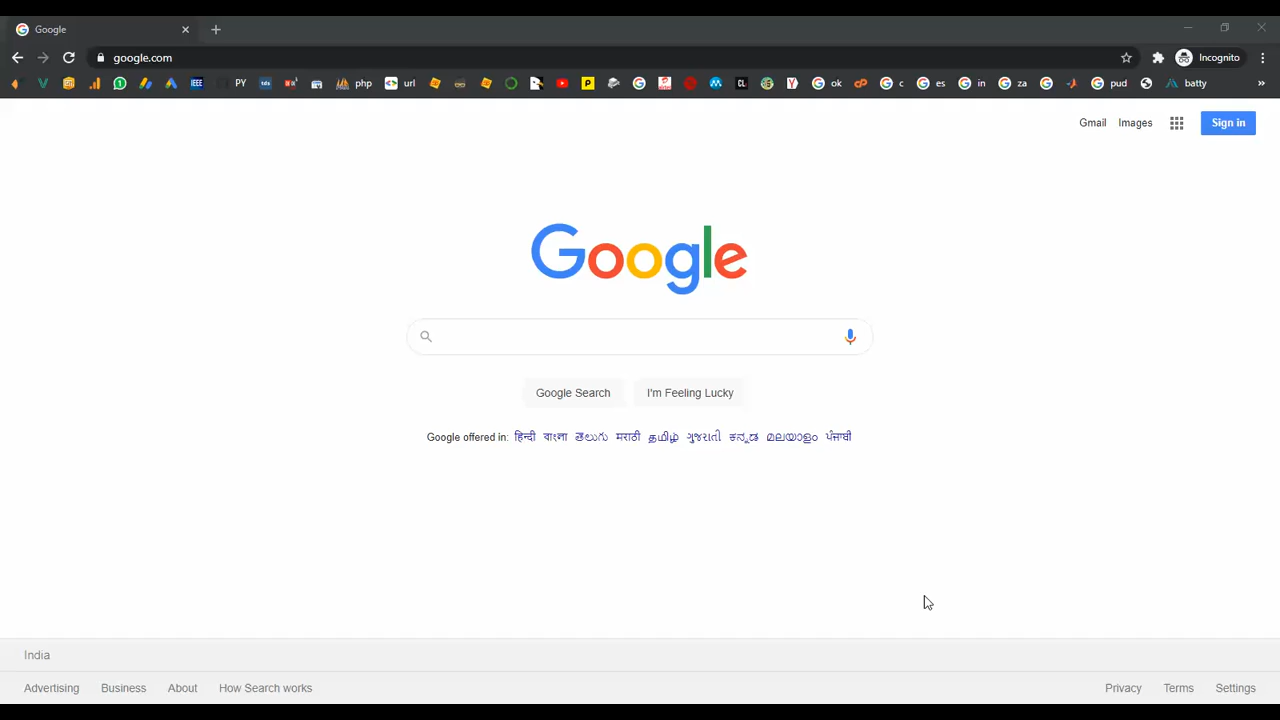 Google
google.com
Incognito
PY
php
url
ok
c
es
in
za
pud
batty
Gmail Images Sign in
Google
Google Search I'm Feeling Lucky
Google offered in: हिन्दी বাংলা తెలుగు मराठी தமிழ் ગુજરાતી ಕನ್ನಡ മലയാളം ਪੰਜਾਬੀ
India
Advertising Business About How Search works Privacy Terms Settings